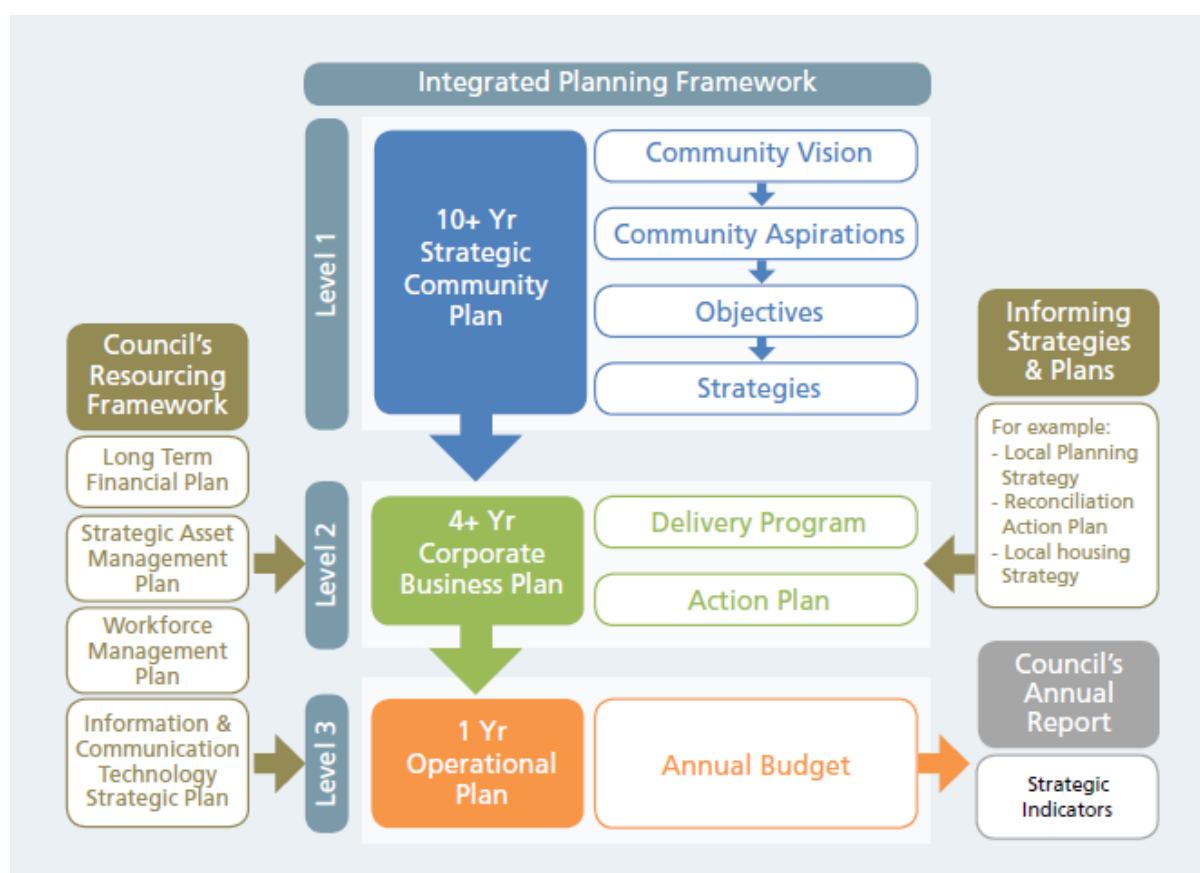 Integrated Planning Framework
Level 1
10+ Yr
Strategic
Community
Plan
Community Vision
Community Aspirations
Objectives
Strategies
Council's
Resourcing
Framework
Long Term
Financial Plan
Strategic Asset
Management
Plan
Workforce
Management
Plan
Information &
Communication
Technology
Strategic Plan
Level 2
4+ Yr
Corporate
Business Plan
Delivery Program
Action Plan
Informing
Strategies
& Plans
For example:
- Local Planning
Strategy
- Reconciliation
Action Plan
- Local housing
Strategy
Level 3
1 Yr
Operational
Plan
Annual Budget
Council's
Annual
Report
Strategic
Indicators